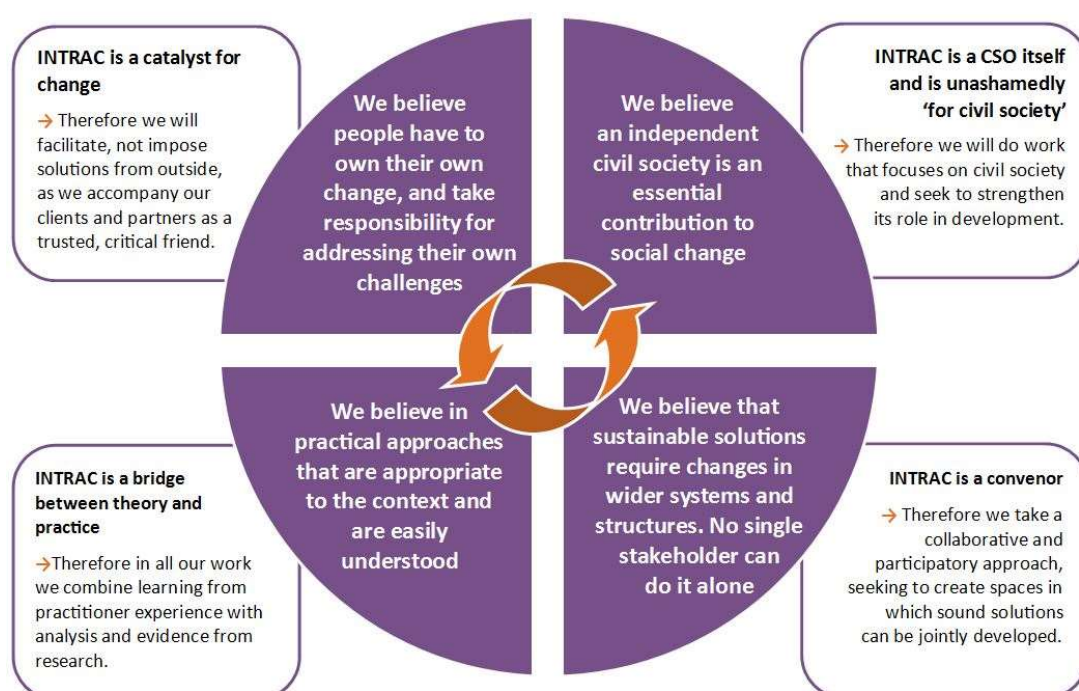 INTRAC is a catalyst for
change
→ Therefore we will
facilitate, not impose
solutions from outside,
as we accompany our
clients and partners as a
trusted, critical friend.
We believe
people have to
own their own
change, and take
responsibility for
addressing their own
challenges
We believe
an independent
civil society is an
essential
contribution to
social change
INTRAC is a CSO itself
and is unashamedly
‘for civil society’
→ Therefore we will do work
that focuses on civil society
and seek to strengthen
its role in development.
INTRAC is a bridge
between theory and
practice
→Therefore in all our work
we combine learning from
practitioner experience with
analysis and evidence from
research.
We believe in
practical approaches
that are appropriate
to the context and
are easily
understood
We believe that
sustainable solutions
require changes in
wider systems and
structures. No single
stakeholder can
do it alone
INTRAC is a convenor
→ Therefore we take a
collaborative and
participatory approach,
seeking to create spaces in
which sound solutions
can be jointly developed.